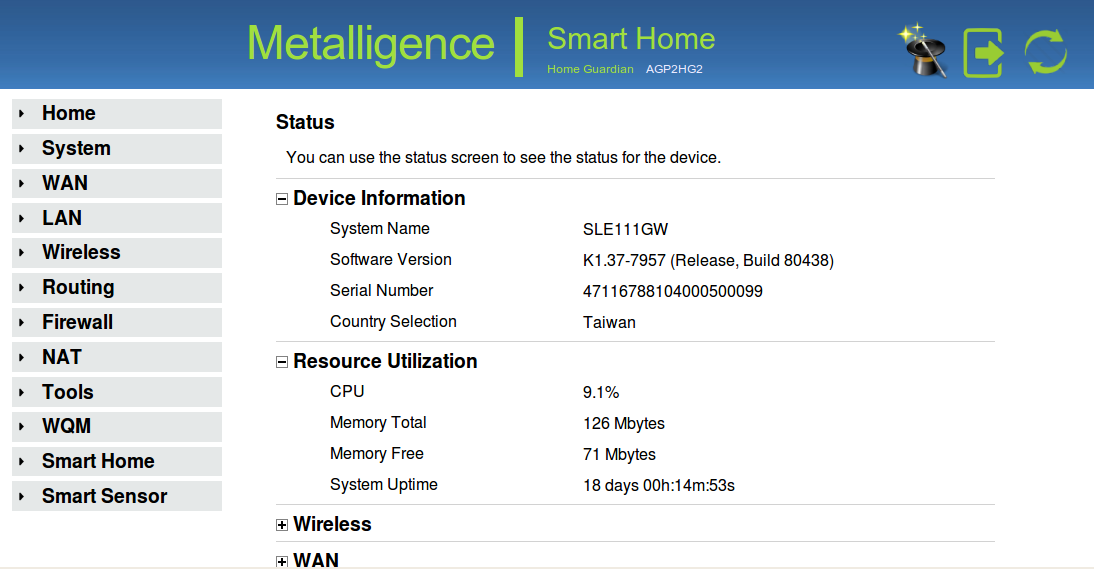 Metalligence
Smart Home
Home Guardian AGP2HG2
Home
System
WAN
LAN
Wireless
Routing
Firewall
NAT
Tools
WQM
Smart Home
Smart Sensor
Status
You can use the status screen to see the status for the device.
Device Information
System Name SLE111GW
Software Version K1.37-7957 (Release, Build 80438)
Serial Number 47116788104000500099
Country Selection Taiwan
Resource Utilization
CPU 9.1%
Memory Total 126 Mbytes
Memory Free 71 Mbytes
System Uptime 18 days 00h:14m:53s
Wireless
WAN